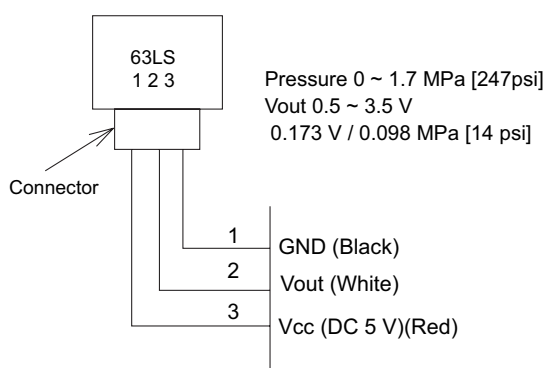 63LS
1 2 3
Pressure 0 ~ 1.7 MPa [247psi]
Vout 0.5 ~ 3.5 V
0.173 V / 0.098 MPa [14 psi]
Connector
1
GND (Black)
2
Vout (White)
3
Vcc (DC 5 V)(Red)